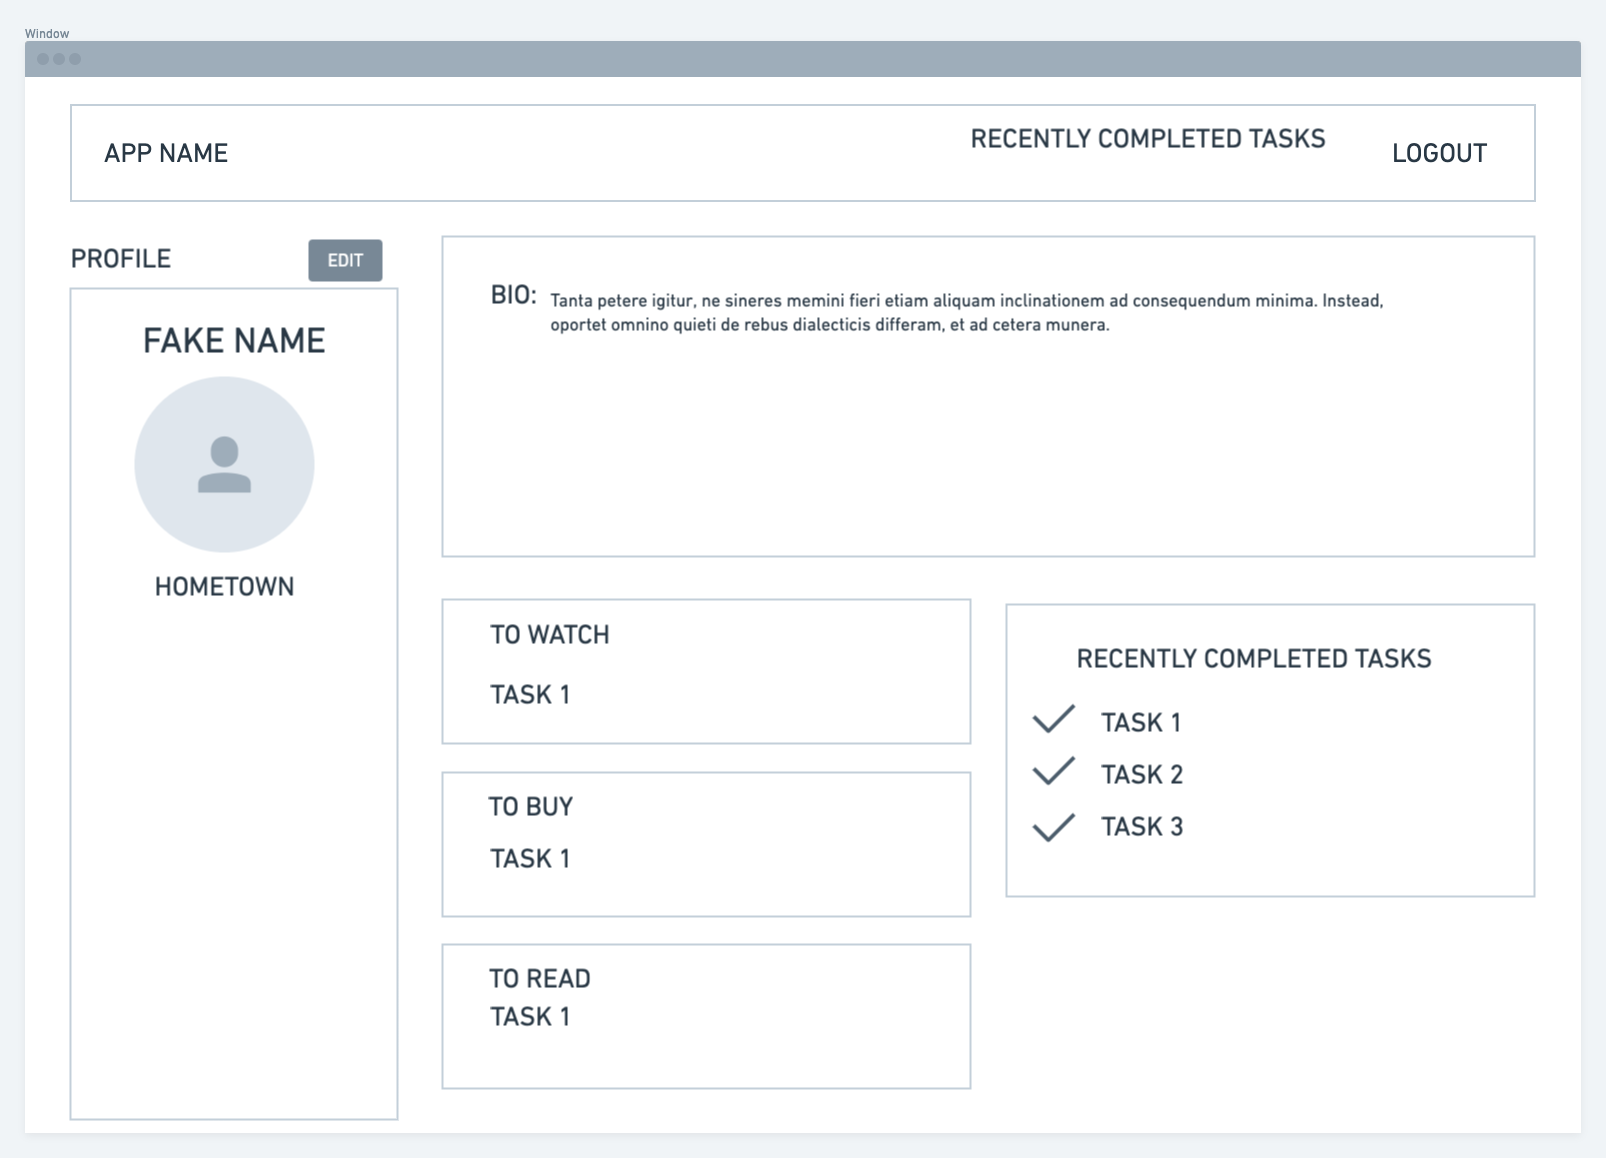 Window
APP NAME
RECENTLY COMPLETED TASKS
LOGOUT
PROFILE
EDIT
FAKE NAME
HOMETOWN
BIO:
Tanta petere igitur, ne sineres memini fieri etiam aliquam inclinationem ad consequendum minima. Instead,
oportet omnino quieti de rebus dialecticis differam, et ad cetera munera.
TO WATCH
TASK 1
TO BUY
TASK 1
TO READ
TASK 1
RECENTLY COMPLETED TASKS
TASK 1
TASK 2
TASK 3